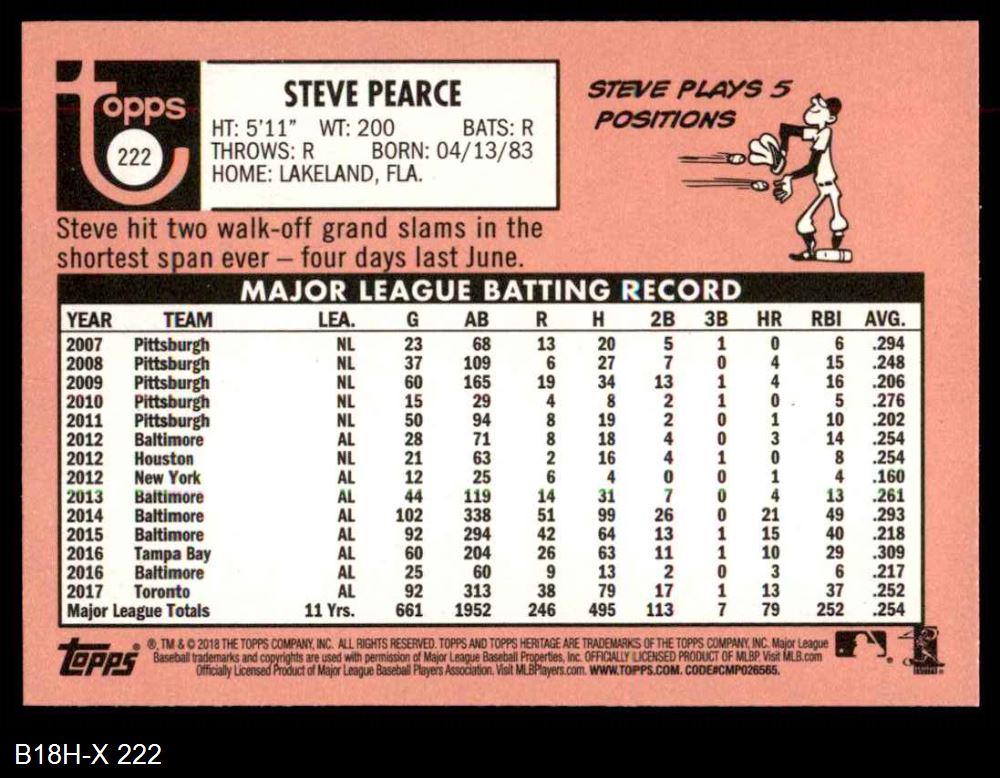 topps
222
STEVE PEARCE
HT: 5'11" WT: 200 BATS: R
THROWS: R BORN: 04/13/83
HOME: LAKELAND, FLA.
STEVE PLAYS 5
POSITIONS
Steve hit two walk-off grand slams in the
shortest span ever – four days last June.
MAJOR LEAGUE BATTING RECORD
YEAR TEAM LEA. G AB R H 2B 3B HR RBI AVG.
2007 Pittsburgh NL 23 68 13 20 5 1 0 6 .294
2008 Pittsburgh NL 37 109 6 27 7 0 4 15 .248
2009 Pittsburgh NL 60 165 19 34 13 1 4 16 .206
2010 Pittsburgh NL 15 29 4 8 2 1 0 5 .276
2011 Pittsburgh NL 50 94 8 19 2 0 1 10 .202
2012 Baltimore AL 28 71 8 18 4 0 3 14 .254
2012 Houston NL 21 63 2 16 4 1 0 8 .254
2012 New York AL 12 25 6 4 0 0 1 4 .160
2013 Baltimore AL 44 119 14 31 7 0 4 13 .261
2014 Baltimore AL 102 338 51 99 26 0 21 49 .293
2015 Baltimore AL 92 294 42 64 13 1 15 40 .218
2016 Tampa Bay AL 60 204 26 63 11 1 10 29 .309
2016 Baltimore AL 25 60 9 13 2 0 3 6 .217
2017 Toronto AL 92 313 38 79 17 1 13 37 .252
Major League Totals 11 Yrs. 661 1952 246 495 113 7 79 252 .254
topps
®, TM & © 2018 THE TOPPS COMPANY, INC. ALL RIGHTS RESERVED. TOPPS AND TOPPS HERITAGE ARE TRADEMARKS OF THE TOPPS COMPANY, INC. Major League
Baseball trademarks and copyrights are used with permission of Major League Baseball Properties, Inc. OFFICIALLY LICENSED PRODUCT OF MLBP. Visit MLB.com
Officially Licensed Product of Major League Baseball Players Association. Visit MLBPlayers.com. WWW.TOPPS.COM. CODE#CMP026565.
B18H-X 222